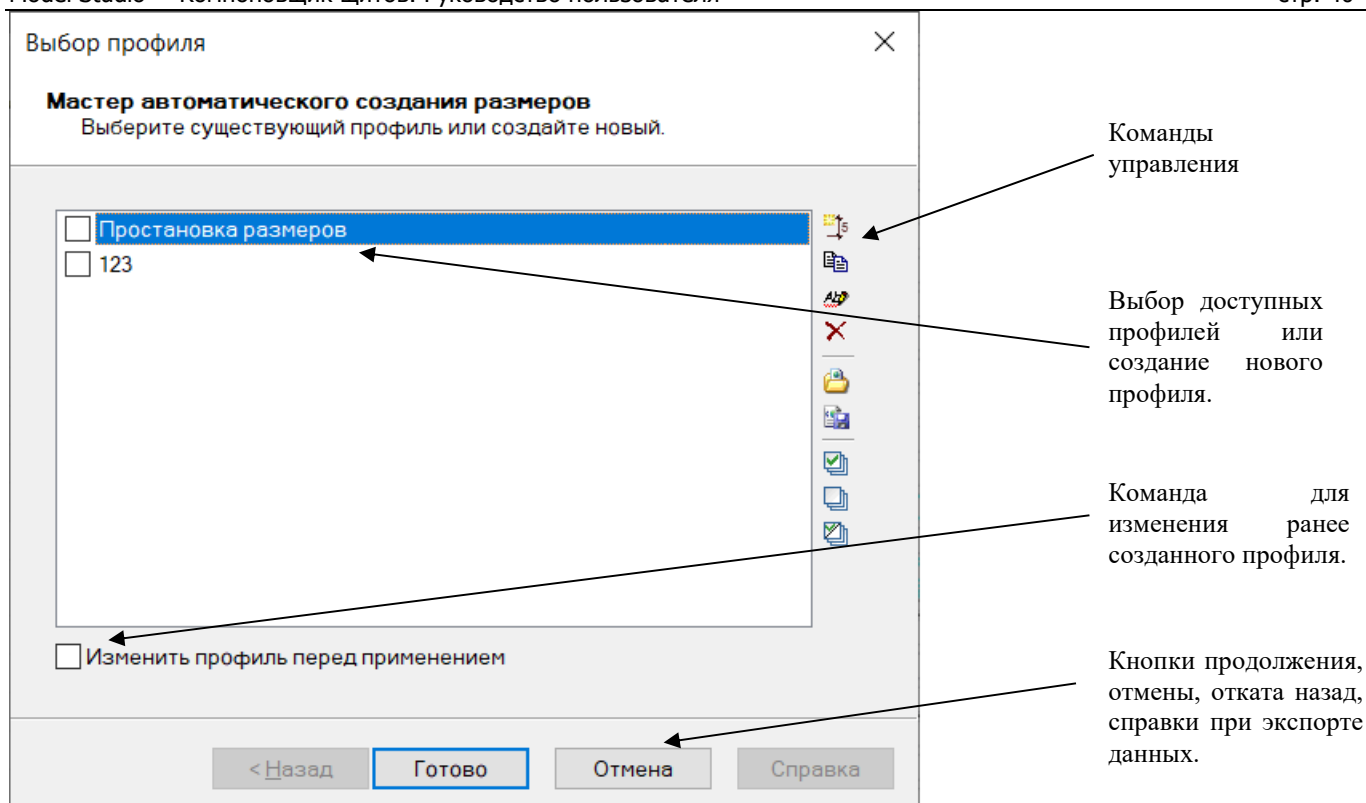 Выбор профиля
Мастер автоматического создания размеров
Выберите существующий профиль или создайте новый.
Простановка размеров
123
Изменить профиль перед применением
< Назад Готово Отмена Справка
Команды
управления
Выбор доступных
профилей или
создание нового
профиля.
Команда для
изменения ранее
созданного профиля.
Кнопки продолжения,
отмены, отката назад,
справки при экспорте
данных.